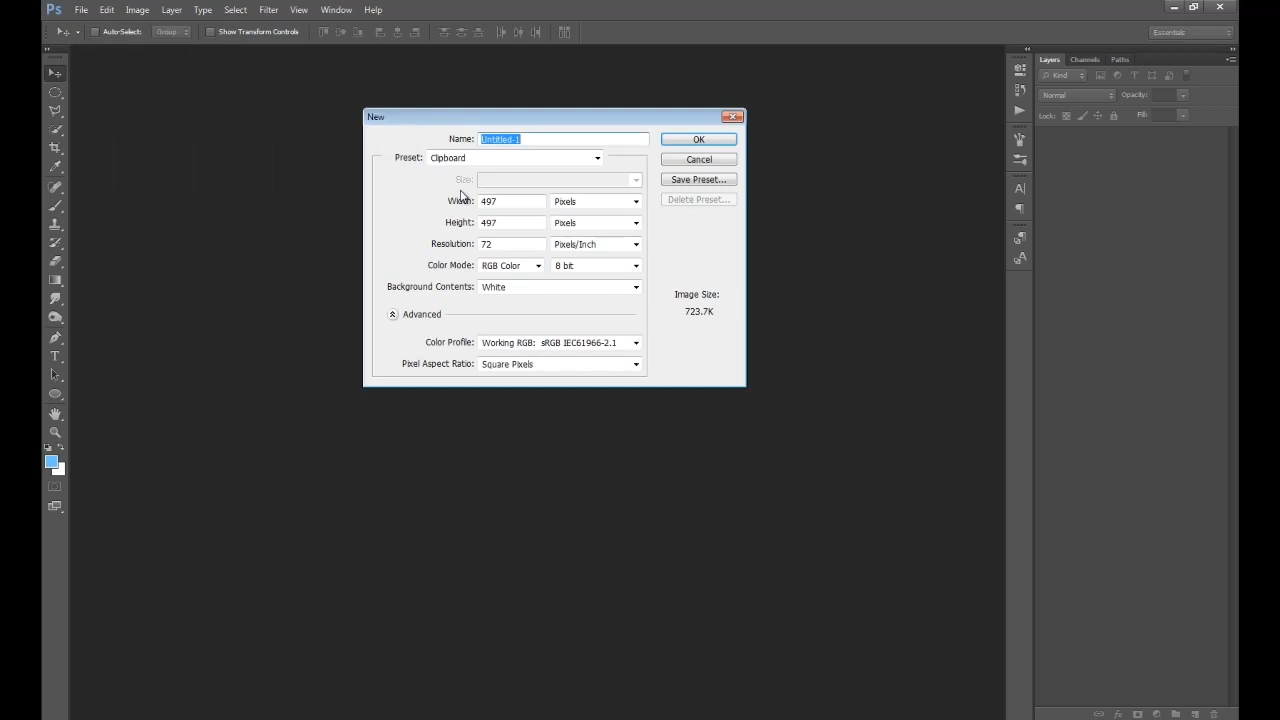 Ps File Edit Image Layer Type Select Filter View Window Help
Auto-Select: Group Show Transform Controls Essentials
Layers Channels Paths
Kind
Normal Opacity:
Lock: Fill:
New
Name: Untitled-1 OK
Preset: Clipboard Cancel
Size: Save Preset...
Width: 497 Pixels Delete Preset...
Height: 497 Pixels
Resolution: 72 Pixels/Inch
Color Mode: RGB Color 8 bit
Background Contents: White
Image Size:
723.7K
Advanced
Color Profile: Working RGB: sRGB IEC61966-2.1
Pixel Aspect Ratio: Square Pixels